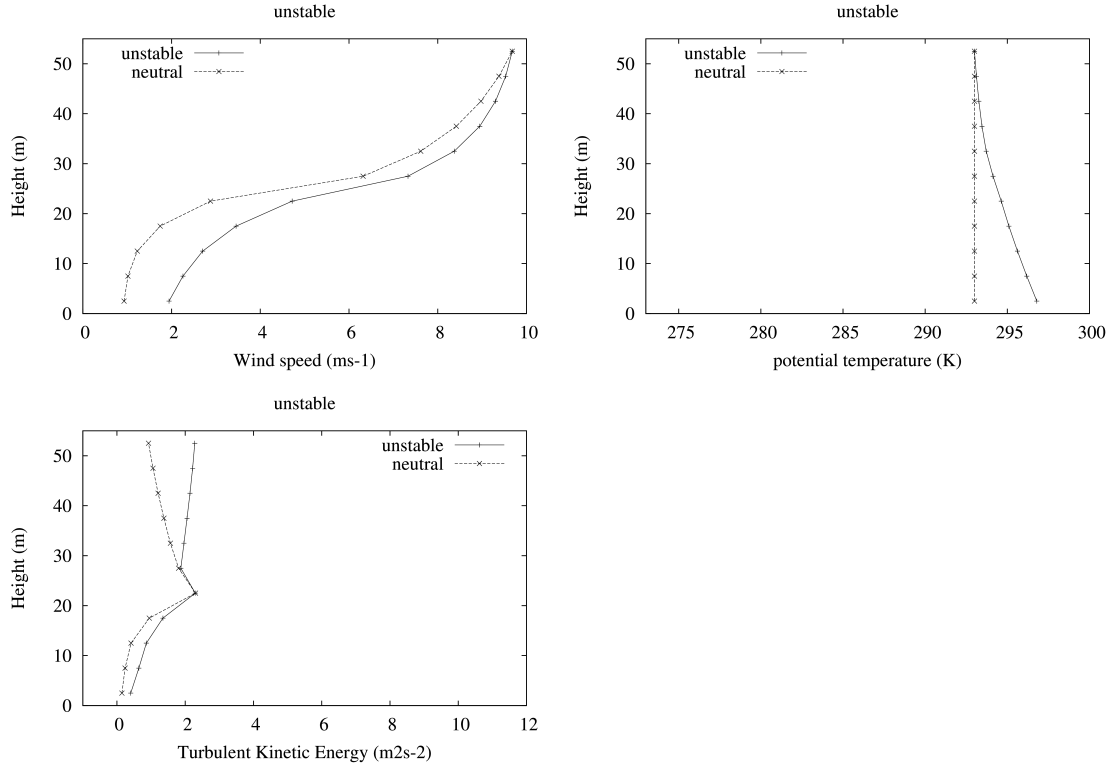 unstable
unstable
neutral
50
40
30
20
10
0
Height (m)
0 2 4 6 8 10
Wind speed (ms-1)
unstable
unstable
neutral
50
40
30
20
10
0
Height (m)
275 280 285 290 295 300
potential temperature (K)
unstable
unstable
neutral
50
40
30
20
10
0
Height (m)
0 2 4 6 8 10 12
Turbulent Kinetic Energy (m2s-2)